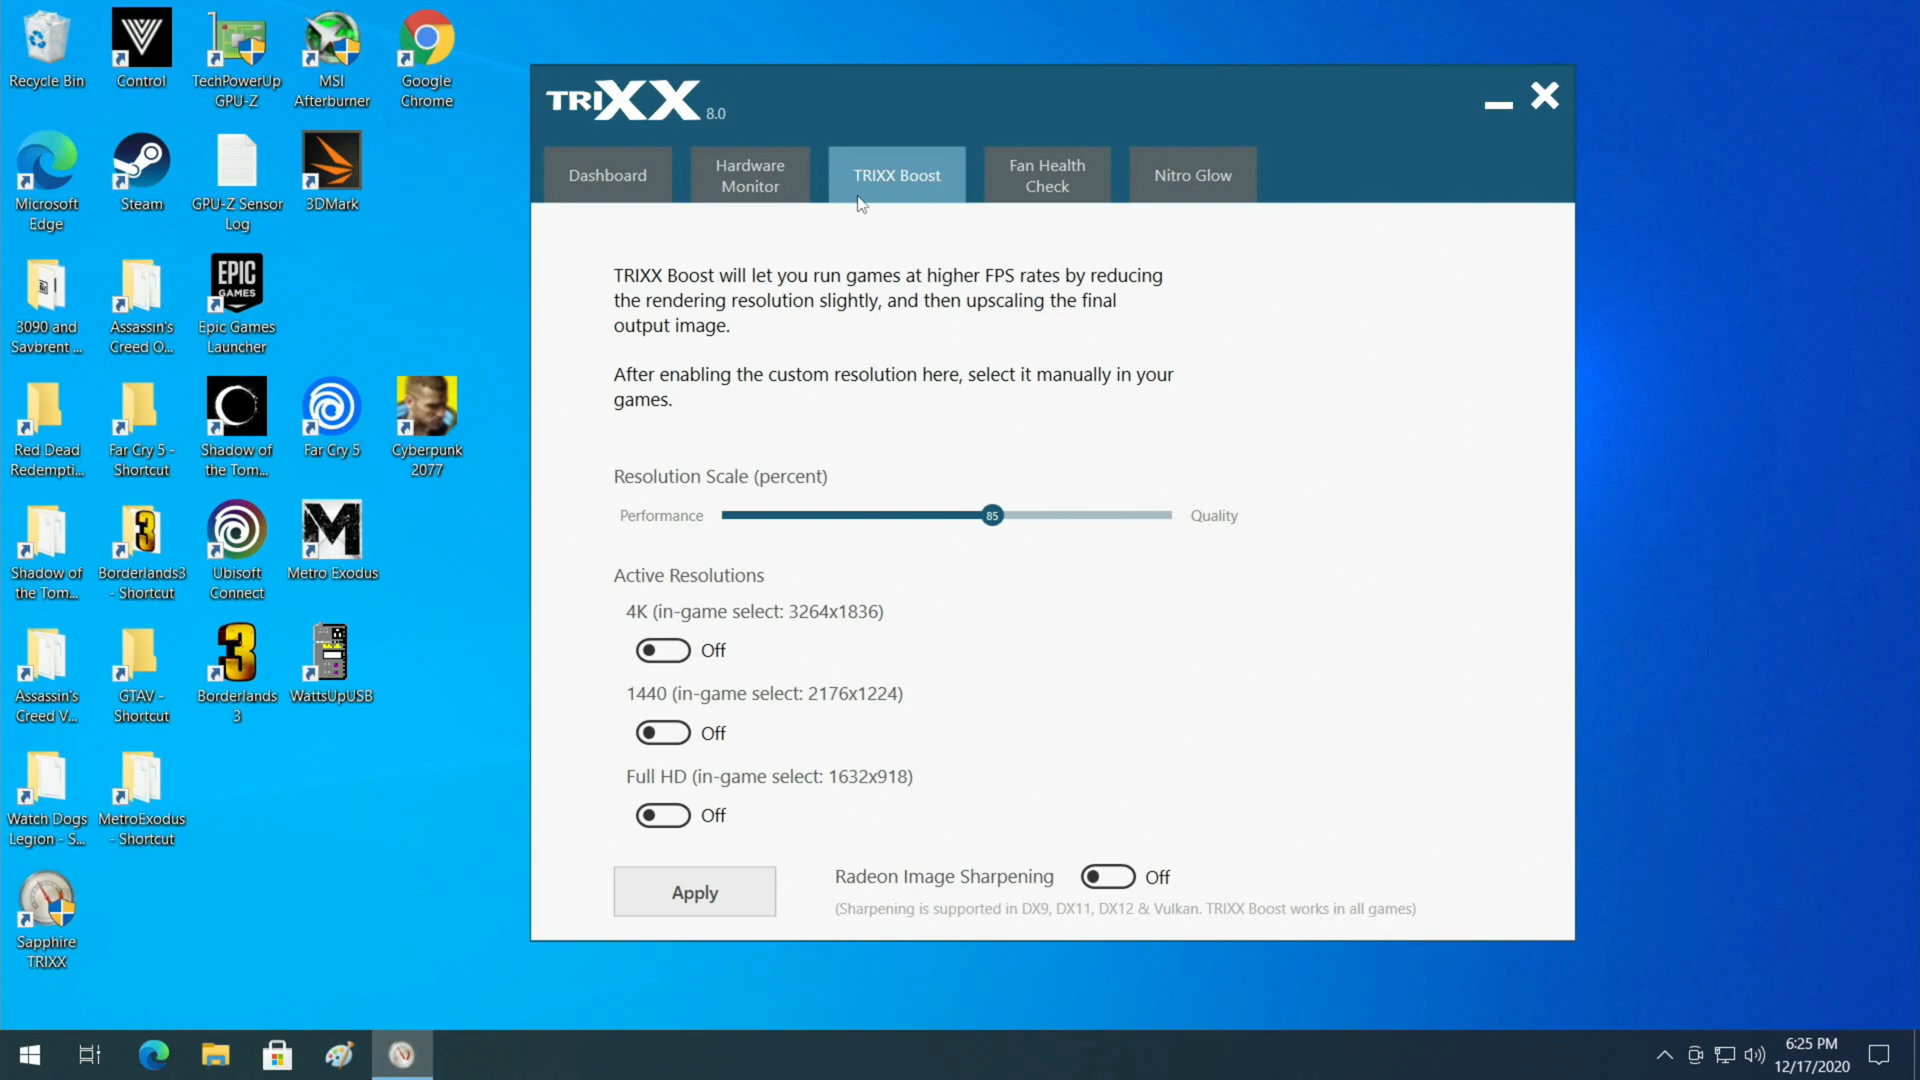 Recycle Bin
Control
TechPowerUp
GPU-Z
MSI
Afterburner
Google
Chrome
Microsoft
Edge
Steam
GPU-Z Sensor
Log
3DMark
3090 and
Savbrent ...
Assassin's
Creed O...
EPIC
GAMES
Epic Games
Launcher
Red Dead
Redempti...
Far Cry 5 -
Shortcut
Shadow of
the Tom...
Far Cry 5
Cyberpunk
2077
Shadow of
the Tom...
3
Borderlands3
- Shortcut
Ubisoft
Connect
M
Metro Exodus
Assassin's
Creed V...
GTAV -
Shortcut
3
Borderlands
3
WattsUpUSB
Watch Dogs
Legion - S...
MetroExodus
- Shortcut
Sapphire
TRIXX
TRIXX 8.0
Dashboard
Hardware
Monitor
TRIXX Boost
Fan Health
Check
Nitro Glow
TRIXX Boost will let you run games at higher FPS rates by reducing
the rendering resolution slightly, and then upscaling the final
output image.
After enabling the custom resolution here, select it manually in your
games.
Resolution Scale (percent)
Performance
85
Quality
Active Resolutions
4K (in-game select: 3264x1836)
Off
1440 (in-game select: 2176x1224)
Off
Full HD (in-game select: 1632x918)
Off
Apply
Radeon Image Sharpening
Off
(Sharpening is supported in DX9, DX11, DX12 & Vulkan. TRIXX Boost works in all games)
6:25 PM
12/17/2020